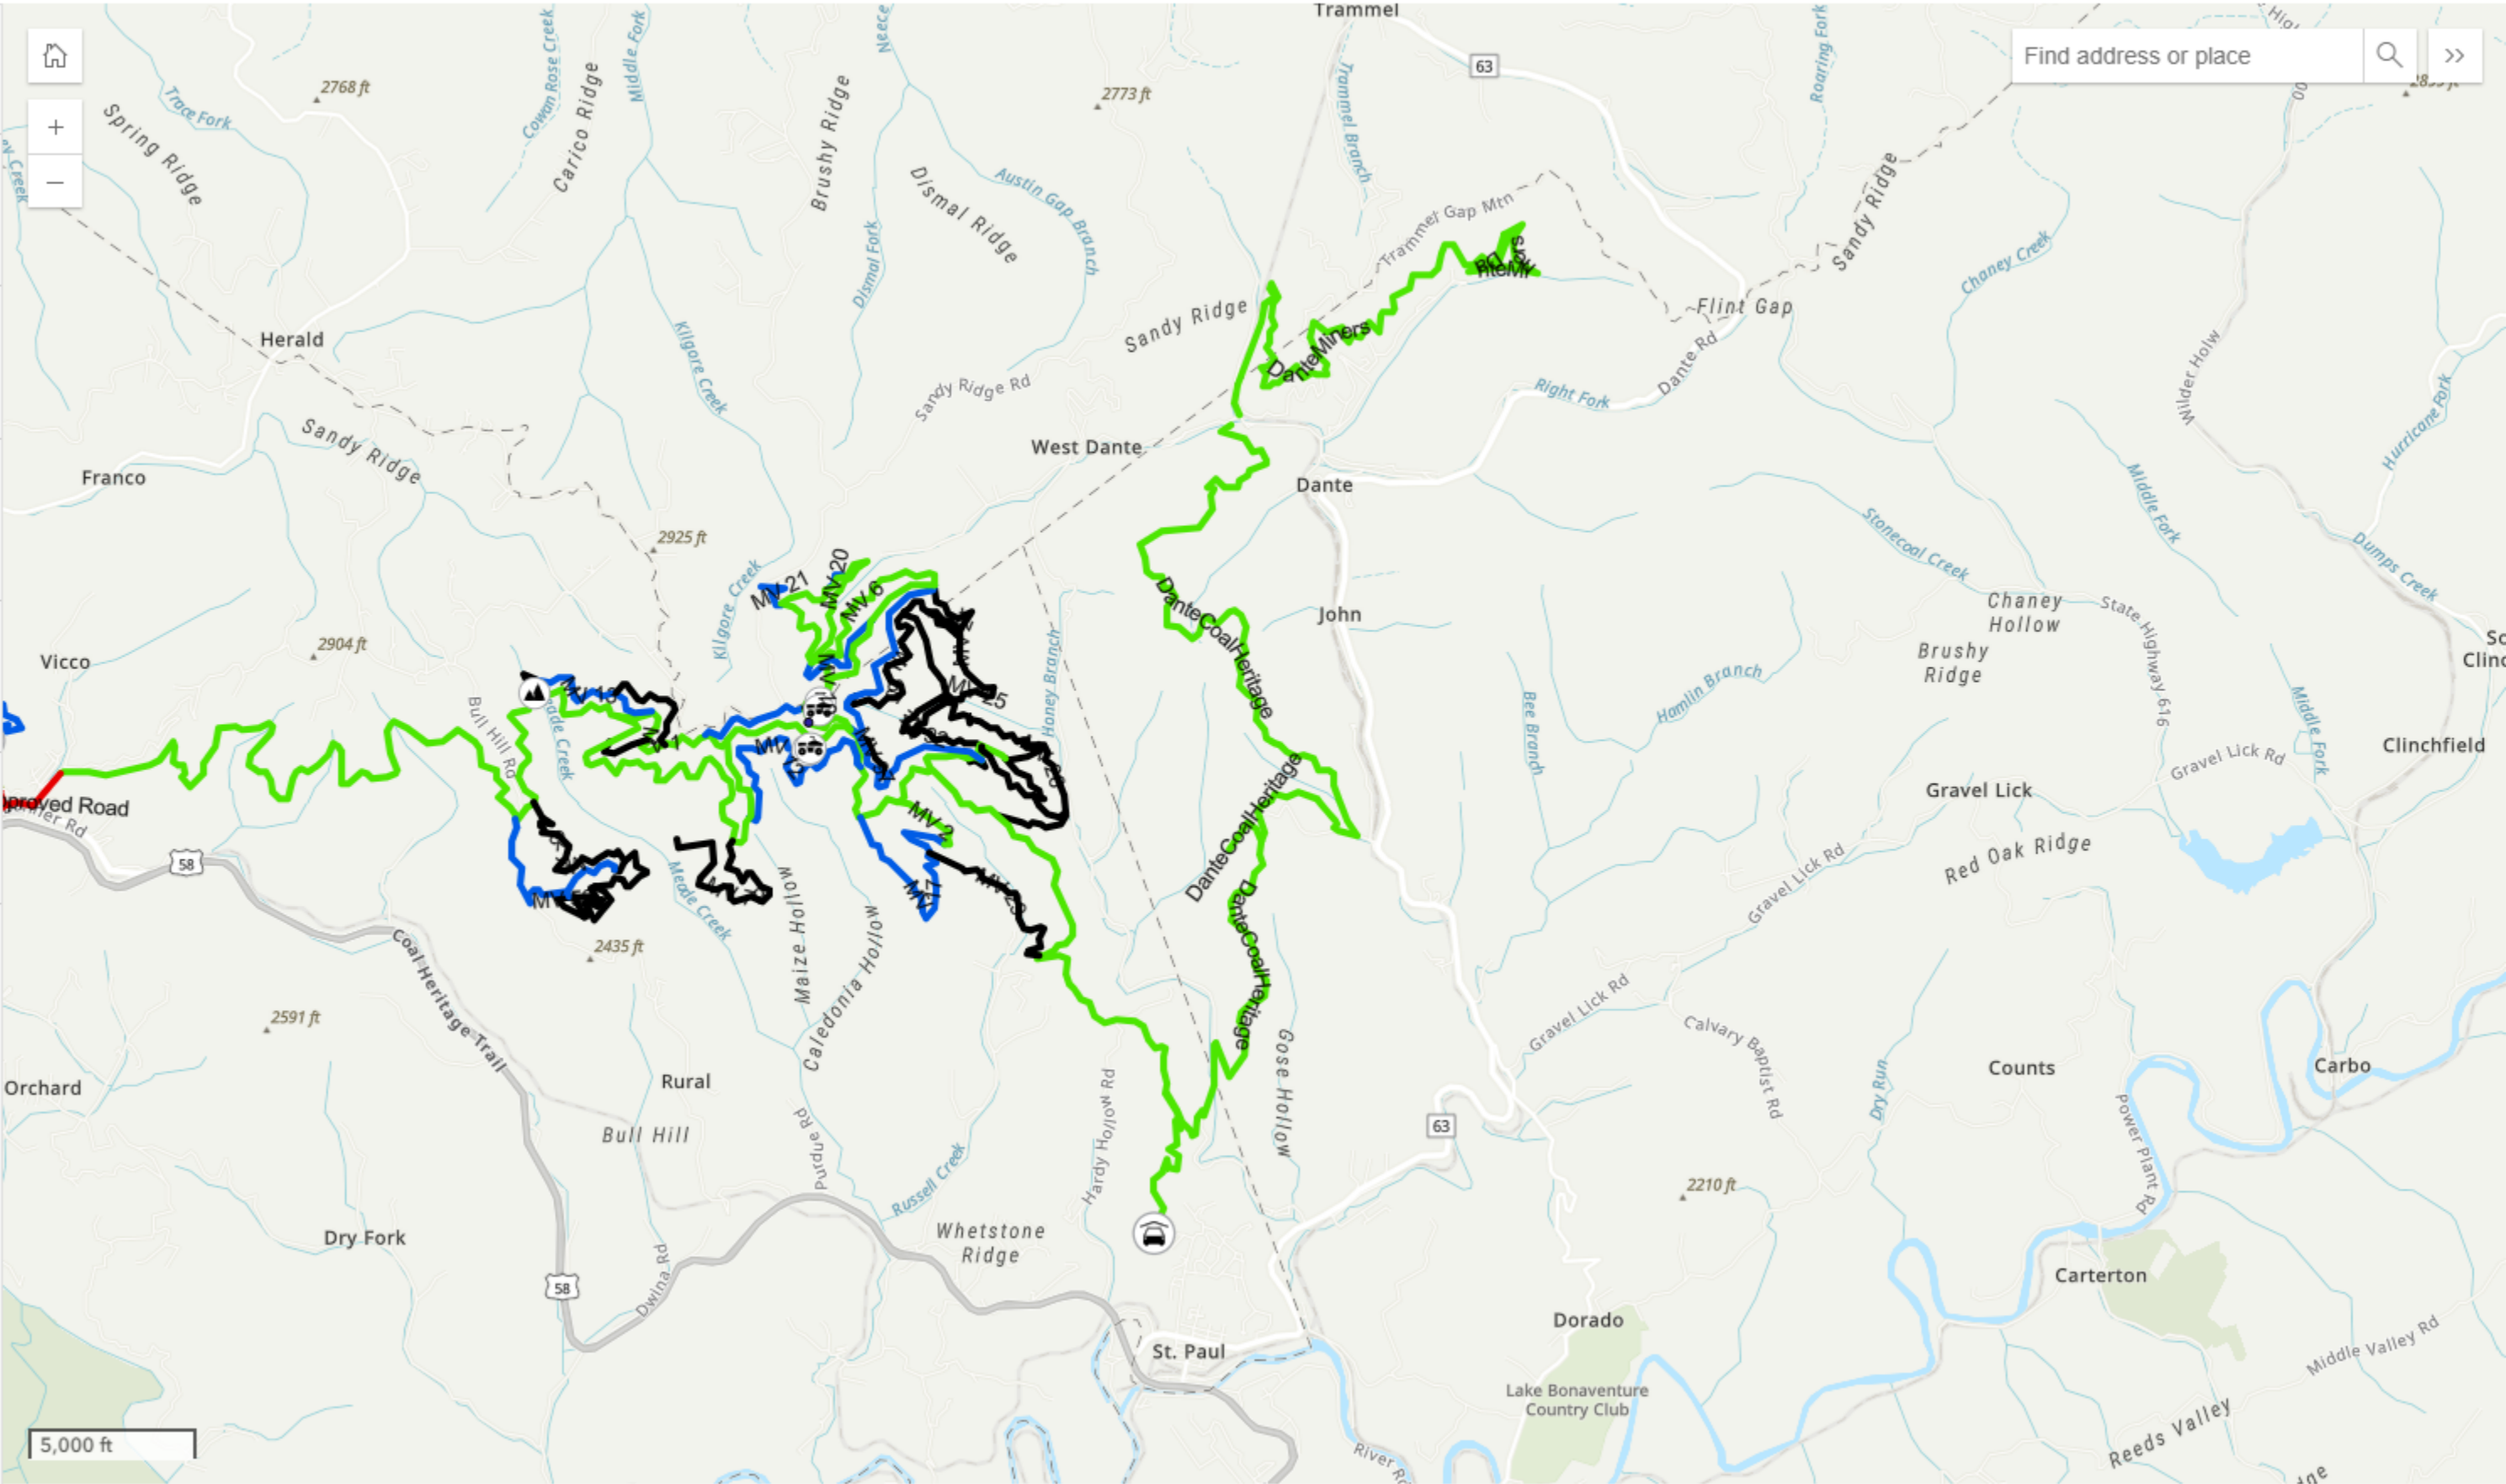 Trammel
63
Find address or place
2768 ft
2773 ft
Trace Fork
Spring Ridge
Cowan Rose Creek
Middle Fork
Carico Ridge
Brushy Ridge
Dismal Ridge
Austin Gap Branch
Dismal Fork
Trammel Branch
Roaring Fork
Sandy Ridge
Trammel Gap Mtn
Chaney Creek
Flint Gap
Herald
Kilgore Creek
Sandy Ridge
DanteMiners
Dante Rd
Right Fork
Sandy Ridge Rd
Wilder Holw
Hurricane Fork
Sandy Ridge
West Dante
Franco
Dante
2925 ft
Stonecoal Creek
Middle Fork
Dumps Creek
MV 21
MV 20
MV 6
Kilgore Creek
DanteCoalHeritage
John
Chaney
Hollow
State Highway 616
2904 ft
Vicco
Honey Branch
Brushy
Ridge
Hamlin Branch
Bee Branch
Middle Fork
Bull Hill Rd
Clinchfield
Gravel Lick Rd
Gravel Lick
DanteCoalHeritage
58
MV 2
Gravel Lick Rd
Red Oak Ridge
Meade Creek
Maize Hollow
Caledonia Hollow
DanteCoalHeritage
2435 ft
Coal Heritage Trail
2591 ft
Gravel Lick Rd
Calvary Baptist Rd
Gose Hollow
Orchard
Rural
Counts
Carbo
Dry Run
Power Plant Rd
Bull Hill
Purdue Rd
Hardy Hollow Rd
63
Russell Creek
2210 ft
Dry Fork
Whetstone
Ridge
58
Dwina Rd
Carterton
Dorado
St. Paul
Middle Valley Rd
Lake Bonaventure
Country Club
Reeds Valley
5,000 ft